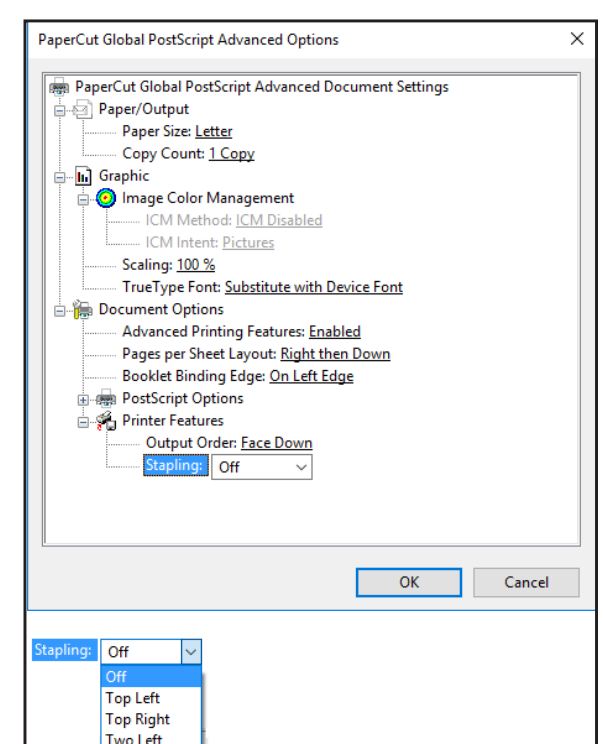 PaperCut Global PostScript Advanced Options
PaperCut Global PostScript Advanced Document Settings
Paper/Output
Paper Size: Letter
Copy Count: 1 Copy
Graphic
Image Color Management
ICM Method: ICM Disabled
ICM Intent: Pictures
Scaling: 100 %
TrueType Font: Substitute with Device Font
Document Options
Advanced Printing Features: Enabled
Pages per Sheet Layout: Right then Down
Booklet Binding Edge: On Left Edge
PostScript Options
Printer Features
Output Order: Face Down
Stapling: Off
OK Cancel
Stapling: Off
Off
Top Left
Top Right
Two Left